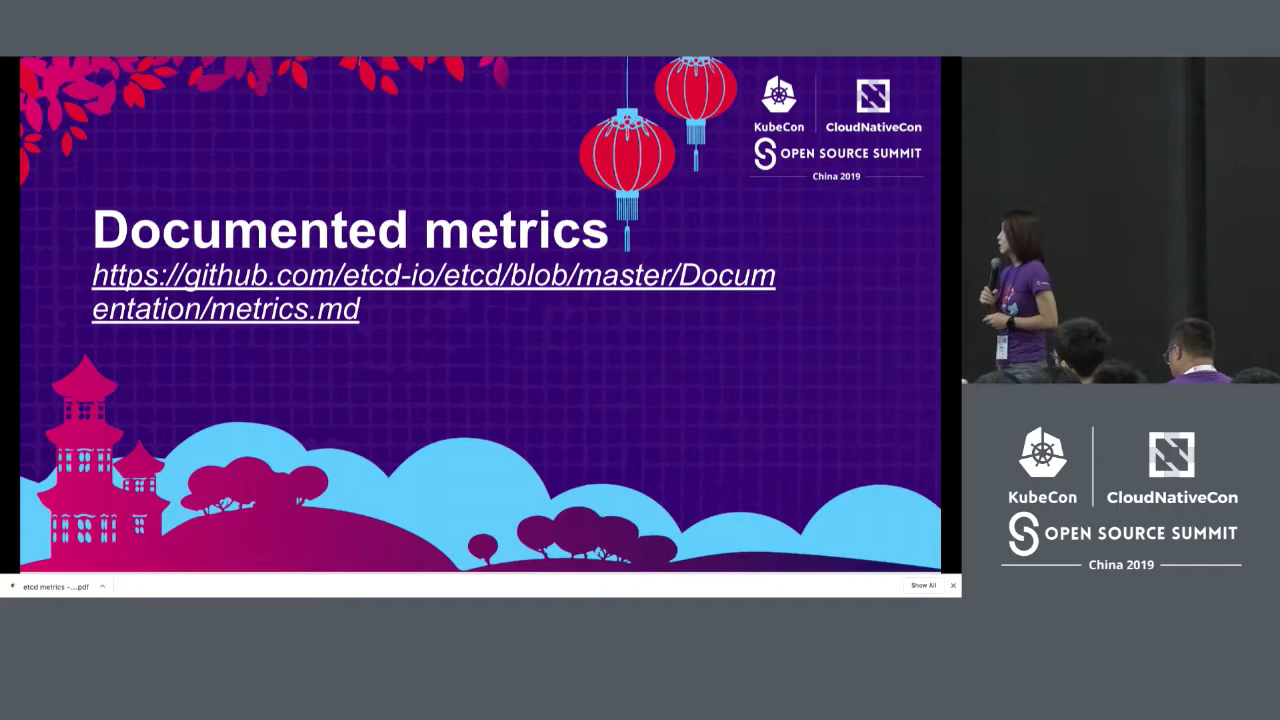 KubeCon
CloudNativeCon
OPEN SOURCE SUMMIT
China 2019
Documented metrics
https://github.com/etcd-io/etcd/blob/master/Docum
entation/metrics.md
etcd metrics -....pdf
Show All
KubeCon
CloudNativeCon
OPEN SOURCE SUMMIT
China 2019